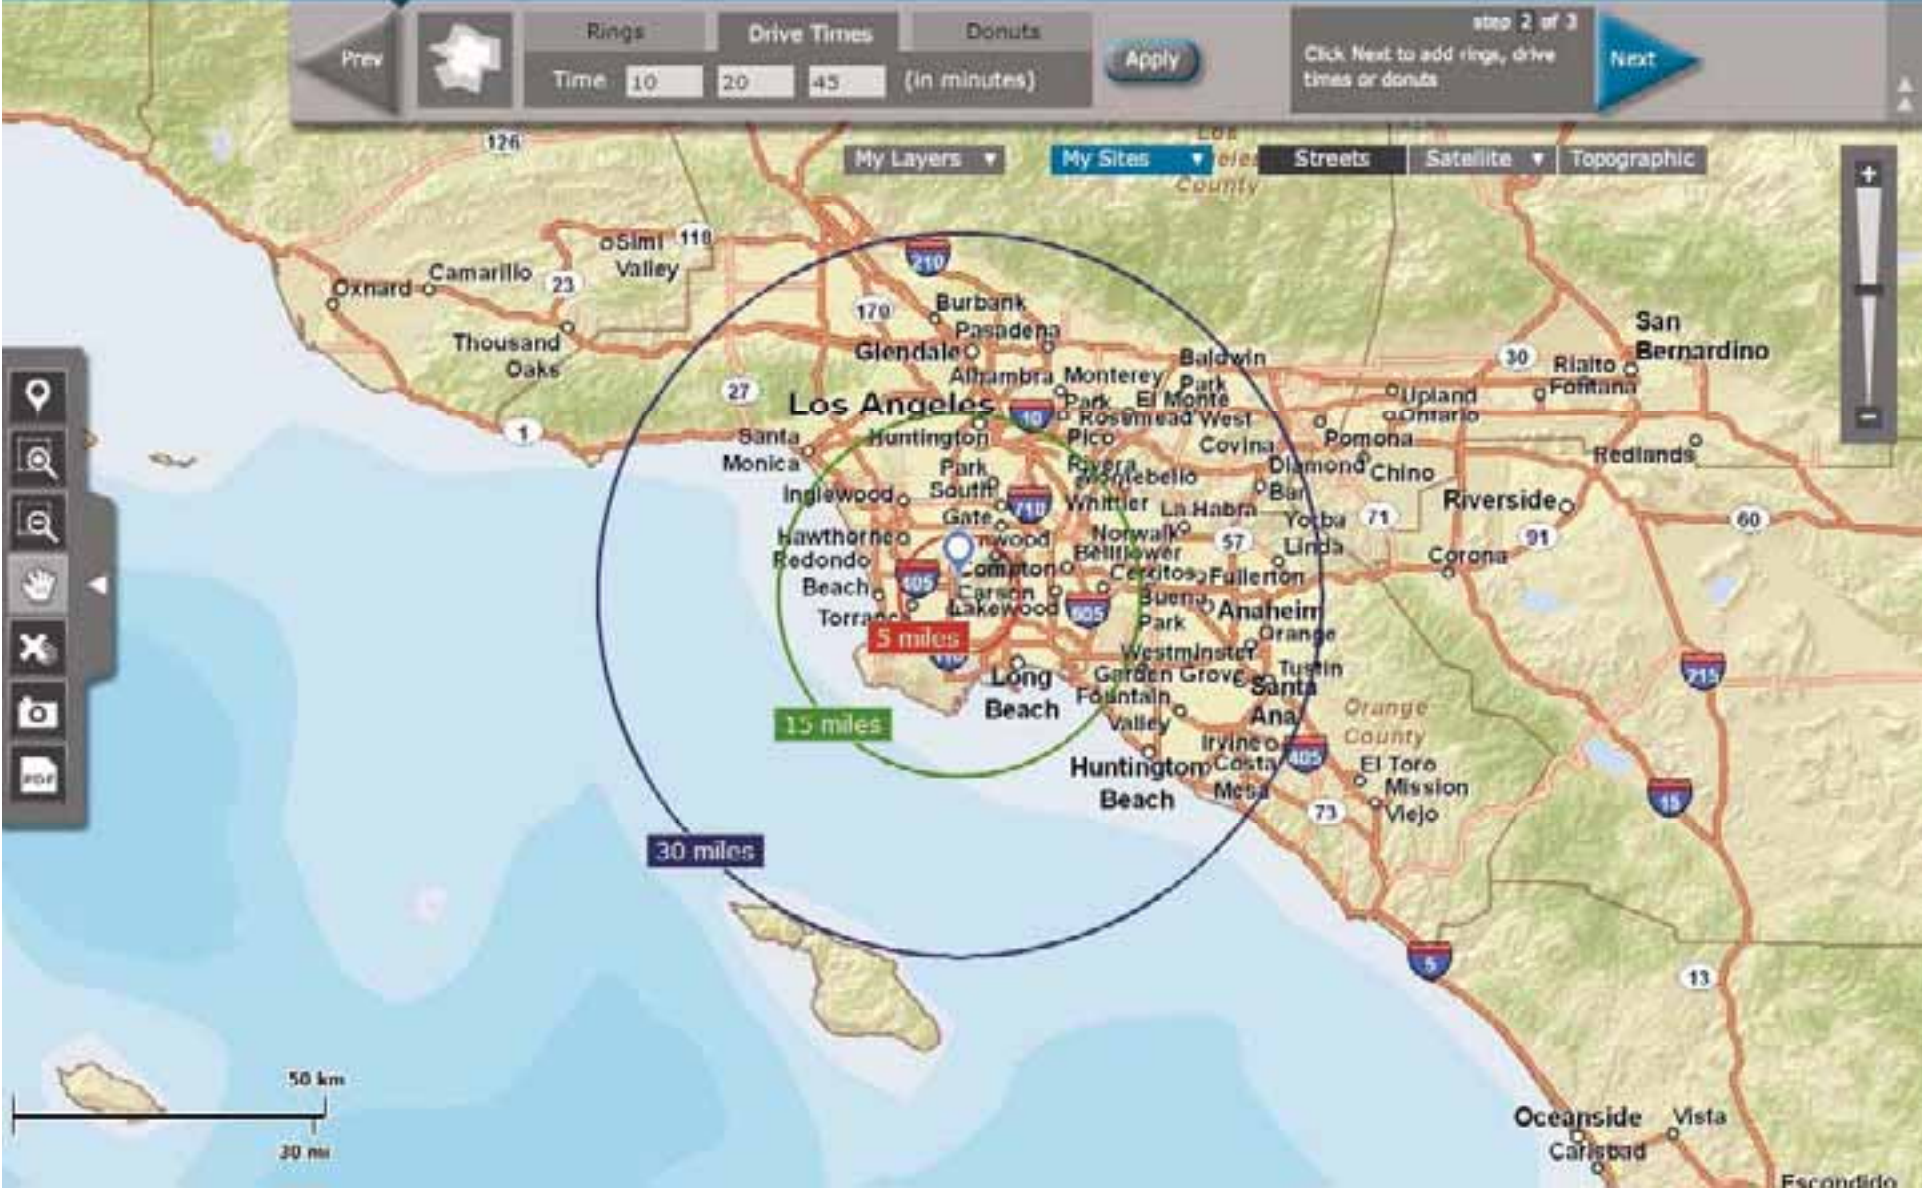 Prev
Rings
Drive Times
Donuts
Time 10 20 45 (in minutes)
Apply
step 2 of 3
Click Next to add rings, drive
times or donuts
Next
My Layers
My Sites
Streets
Satellite
Topographic
Los
County
126
Simi
Valley
118
210
Camarillo
Oxnard
23
170
Burbank
Pasadena
Glendale
Thousand
Oaks
Baldwin
Park
San
Bernardino
30
Rialto
Fontana
27
Alhambra
Monterey
Park
El Monte
Upland
Ontario
Los Angeles
10
Rosemead
West
Covina
1
Santa
Monica
Huntington
Park
Pico
Rivera
Montebello
Pomona
Diamond
Bar
Chino
Redlands
Inglewood
South
Gate
710
Whittier
La Habra
Riverside
71
60
Hawthorne
nwood
Norwalk
57
Yorba
Linda
91
Redondo
Beach
405
Compton
Bellflower
Cerritos
Fullerton
Corona
Carson
Lakewood
605
Buena
Park
Anaheim
Torrance
5 miles
Orange
Westminster
Garden Grove
Tustin
Santa
Ana
Long
Beach
Fountain
Valley
215
Orange
County
15 miles
Irvine
405
Huntington
Beach
Costa
Mesa
El Toro
Mission
Viejo
15
73
30 miles
5
13
PDF
50 km
30 mi
Oceanside
Vista
Carlsbad
Escondido